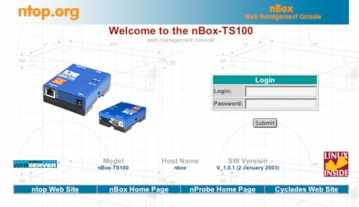 ntop.org
nBox
Web Management Console
Welcome to the nBox-TS100
web management console
Login
Login:
Password:
Submit
Model
Host Name
SW Version
nBox-TS100
nbox
V_1.0.1 (2 January 2003)
LINUX
INSIDE
ntop Web Site
nBox Home Page
nProbe Home Page
Cyclades Web Site